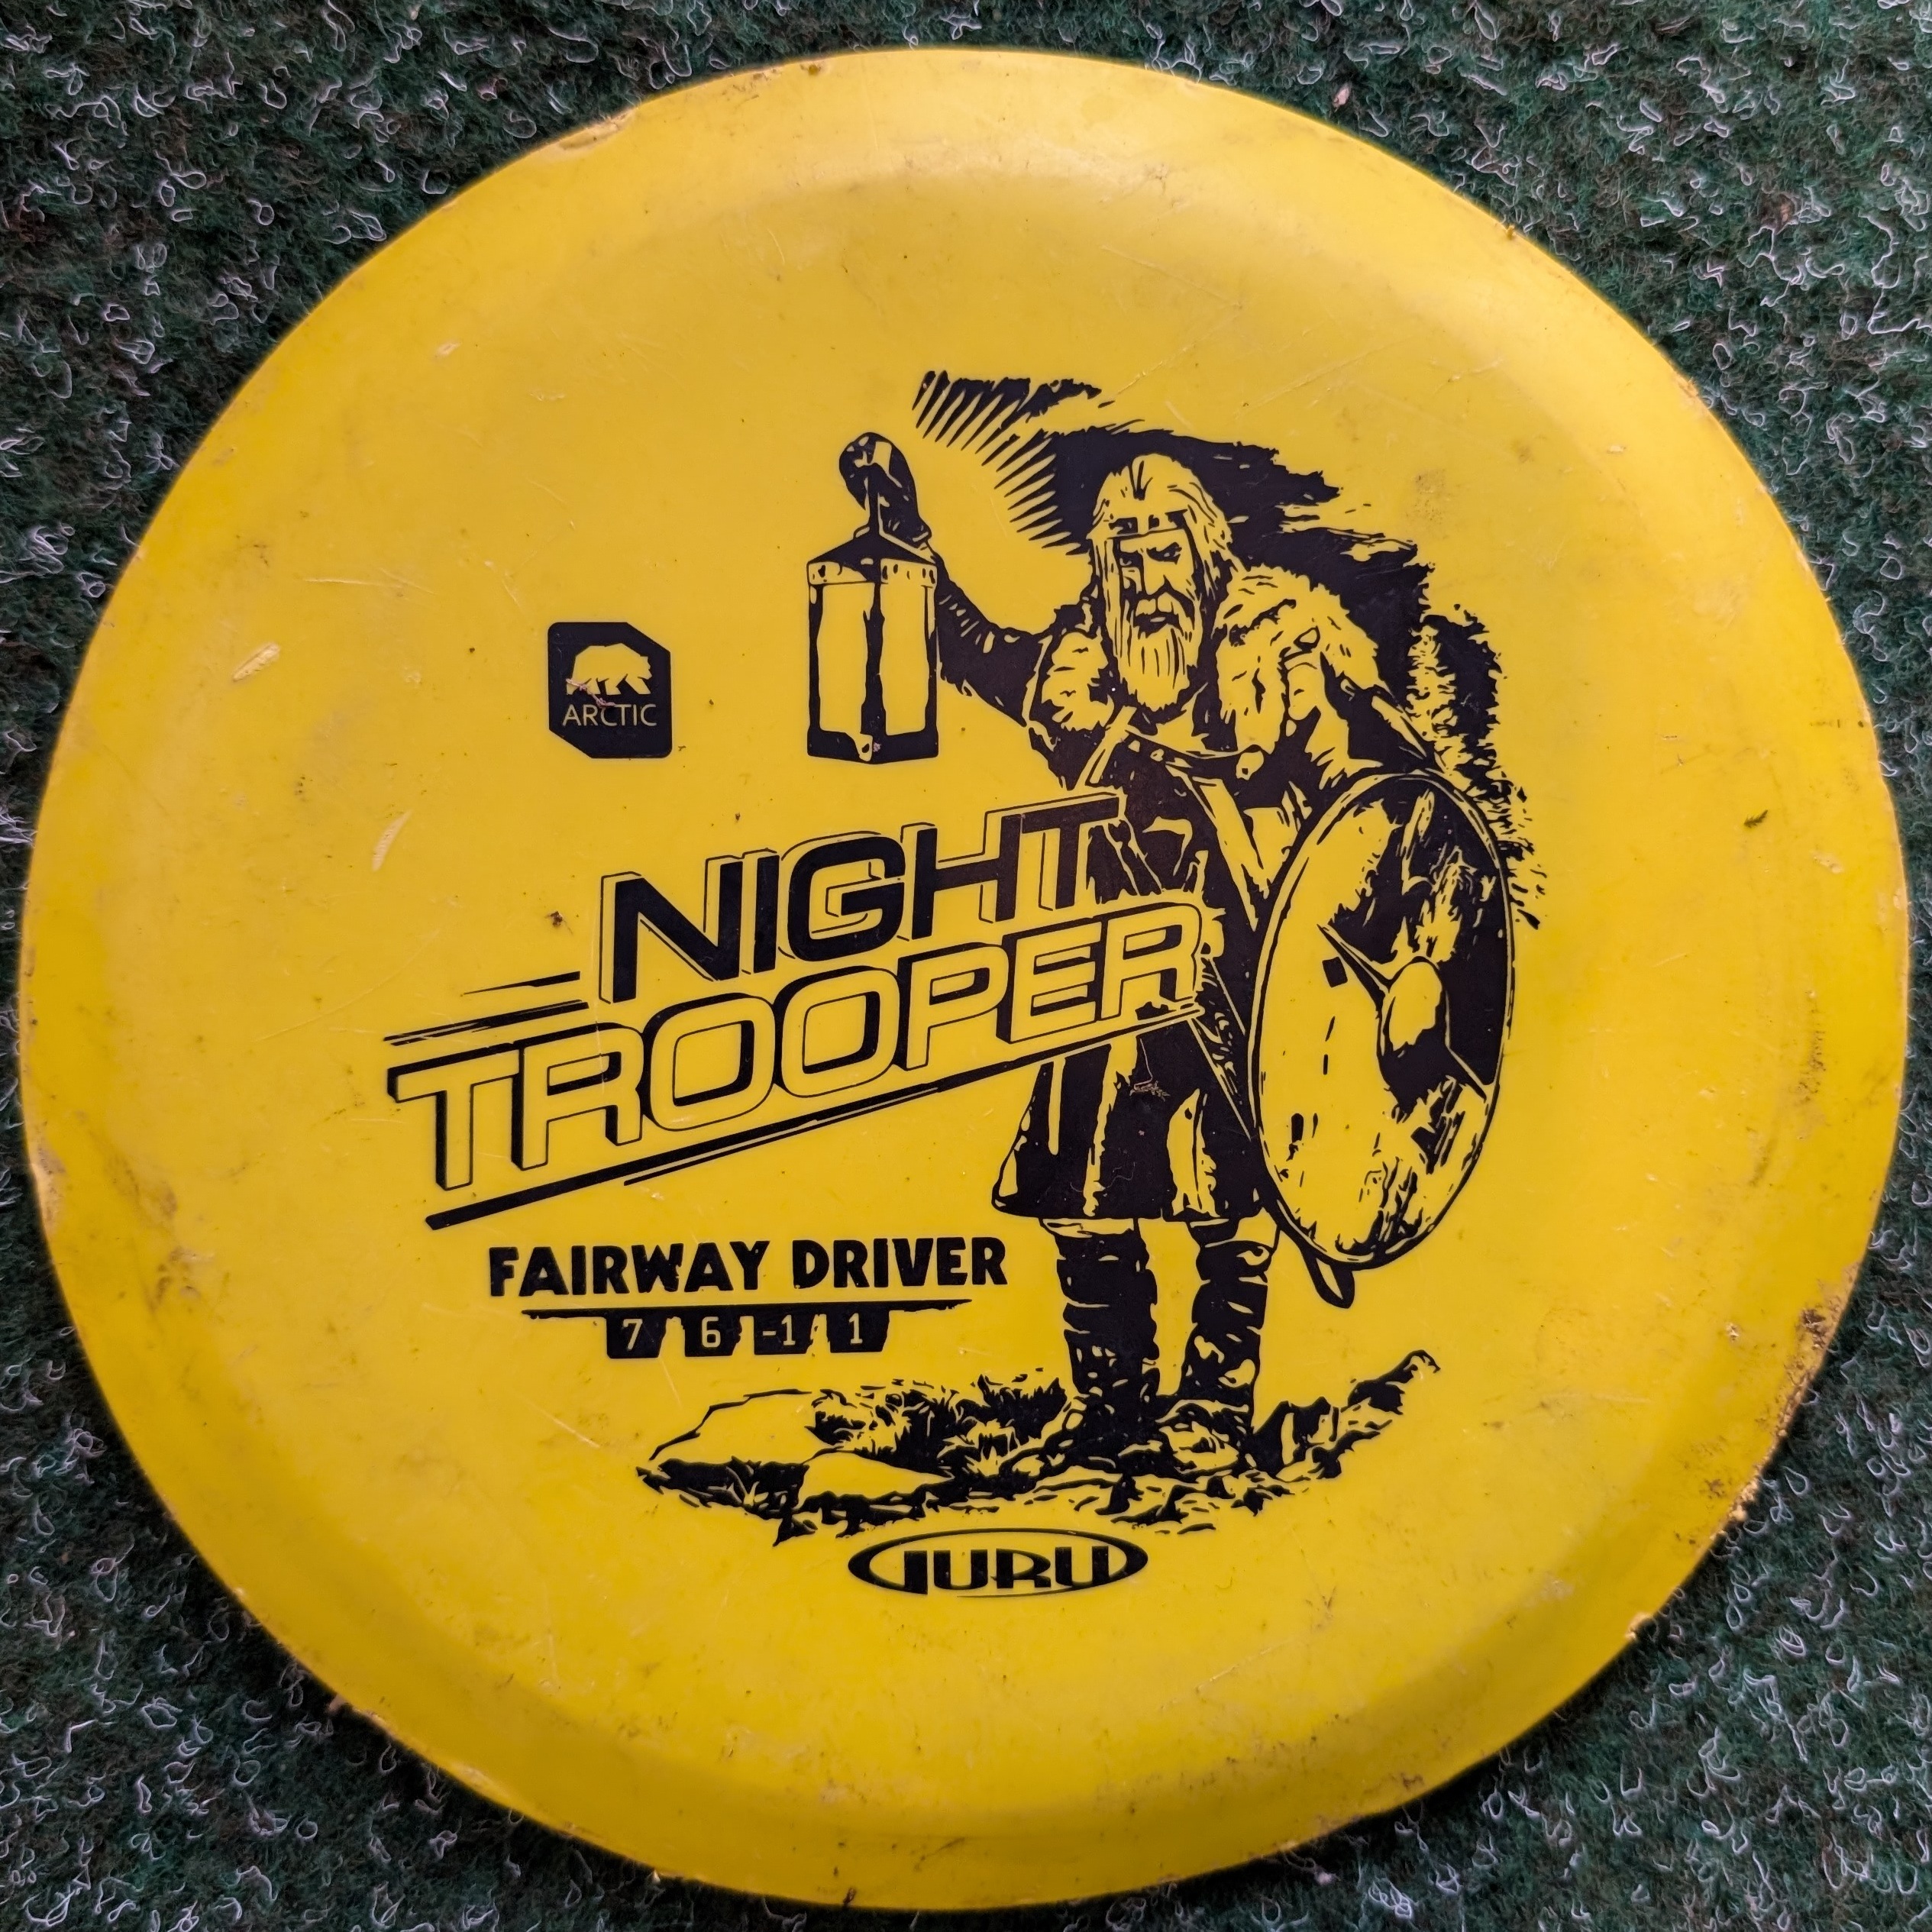 ARCTIC
NIGHT
TROOPER
FAIRWAY DRIVER
7 6 -1 1
GURU